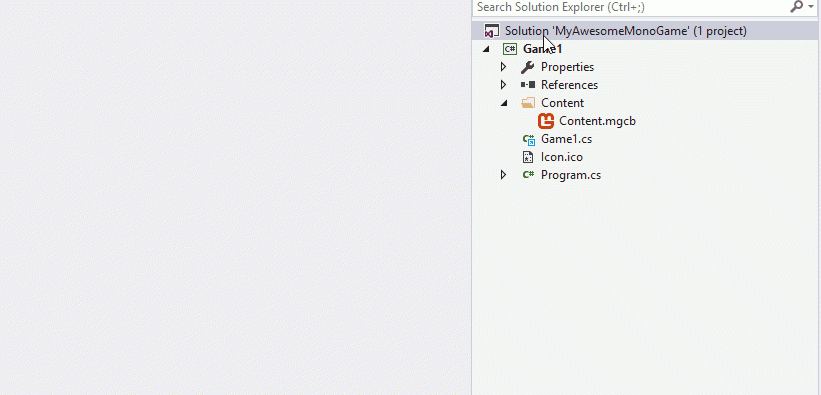 Search Solution Explorer (Ctrl+;)
Solution 'MyAwesomeMonoGame' (1 project)
C# Game1
Properties
References
Content
Content.mgcb
C# Game1.cs
Icon.ico
C# Program.cs